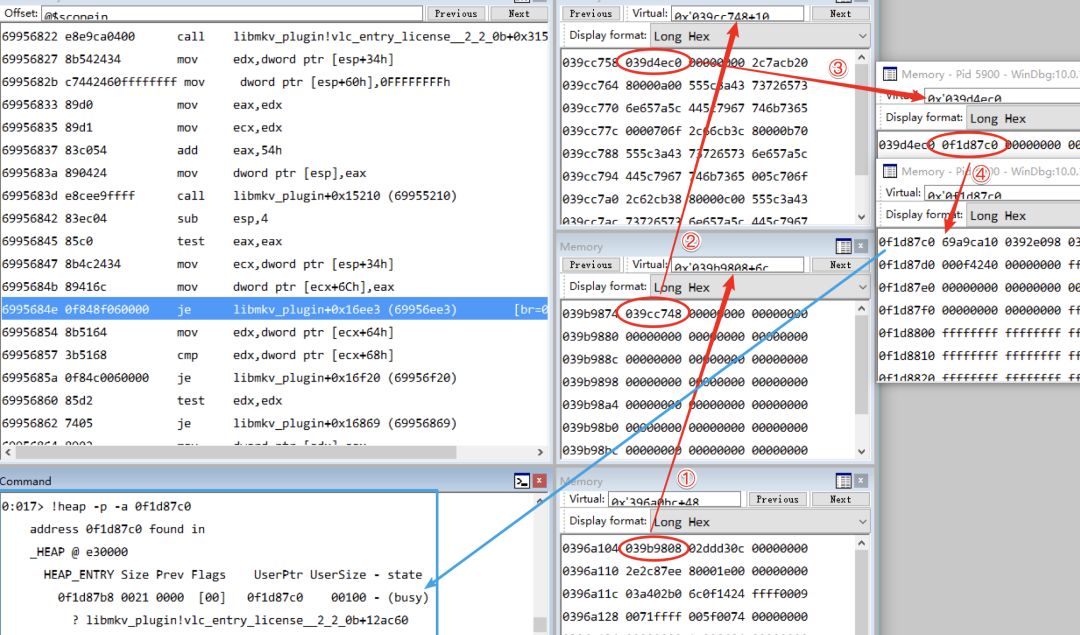 Offset: @$scopeip
Previous
Next
69956822 e8e9ca0400 call libmkv_plugin!vlc_entry_license__2_2_0b+0x315
69956827 8b542434 mov edx,dword ptr [esp+34h]
6995682b c7442460ffffffff mov dword ptr [esp+60h],0FFFFFFFFh
69956833 89d0 mov eax,edx
69956835 89d1 mov ecx,edx
69956837 83c054 add eax,54h
6995683a 890424 mov dword ptr [esp],eax
6995683d e8cee9ffff call libmkv_plugin+0x15210 (69955210)
69956842 83ec04 sub esp,4
69956845 85c0 test eax,eax
69956847 8b4c2434 mov ecx,dword ptr [esp+34h]
6995684b 89416c mov dword ptr [ecx+6Ch],eax
6995684e 0f848f060000 je libmkv_plugin+0x16ee3 (69956ee3) [br=0
69956854 8b5164 mov edx,dword ptr [ecx+64h]
69956857 3b5168 cmp edx,dword ptr [ecx+68h]
6995685a 0f84c0060000 je libmkv_plugin+0x16f20 (69956f20)
69956860 85d2 test edx,edx
69956862 7405 je libmkv_plugin+0x16869 (69956869)
Command
0:017> !heap -p -a 0f1d87c0
address 0f1d87c0 found in
_HEAP @ e30000
HEAP_ENTRY Size Prev Flags UserPtr UserSize - state
0f1d87b8 0021 0000 [00] 0f1d87c0 00100 - (busy)
? libmkv_plugin!vlc_entry_license__2_2_0b+12ac60
Previous
Virtual: 0x'039cc748+10
Next
Display format: Long Hex
039cc758 039d4ec0 00000000 2c7acb20
039cc764 80000a00 555c3a43 73726573
039cc770 6e657a5c 445c7967 746b7365
039cc77c 0000706f 2c66cb3c 80000b70
039cc788 555c3a43 73726573 6e657a5c
039cc794 445c7967 746b7365 005c706f
039cc7a0 2c62cb38 80000c00 555c3a43
039cc7ac 73726573 6e657a5c 445c7967
②
Memory
Previous
Virtual: 0x'039b9808+6c
Next
Display format: Long Hex
039b9874 039cc748 00000000 00000000
039b9880 00000000 00000000 00000000
039b988c 00000000 00000000 00000000
039b9898 00000000 00000000 00000000
039b98a4 00000000 00000000 00000000
039b98b0 00000000 00000000 00000000
039b98bc 00000000 00000000 00000000
①
Memory
Virtual: 0x'396a0bc+48
Previous
Next
Display format: Long Hex
0396a104 039b9808 02ddd30c 00000000
0396a110 2e2c87ee 80001e00 00000000
0396a11c 03a402b0 6c0f1424 ffff0009
0396a128 0071ffff 005f0074 00000000
③
Memory - Pid 5900 - WinDbg:10.0.1
Virtual: 0x'039d4ec0
Display format: Long Hex
039d4ec0 0f1d87c0 00000000 00
④
Memory - Pid 5900 - WinDbg:10.0.
Virtual: 0x'0f1d87c0
Display format: Long Hex
0f1d87c0 69a9ca10 0392e098 03
0f1d87d0 000f4240 00000000 ff
0f1d87e0 00000000 00000000 00
0f1d87f0 00000000 00000000 ff
0f1d8800 ffffffff ffffffff ff
0f1d8810 ffffffff ffffffff ff
0f1d8820 ffffffff ffffffff ff